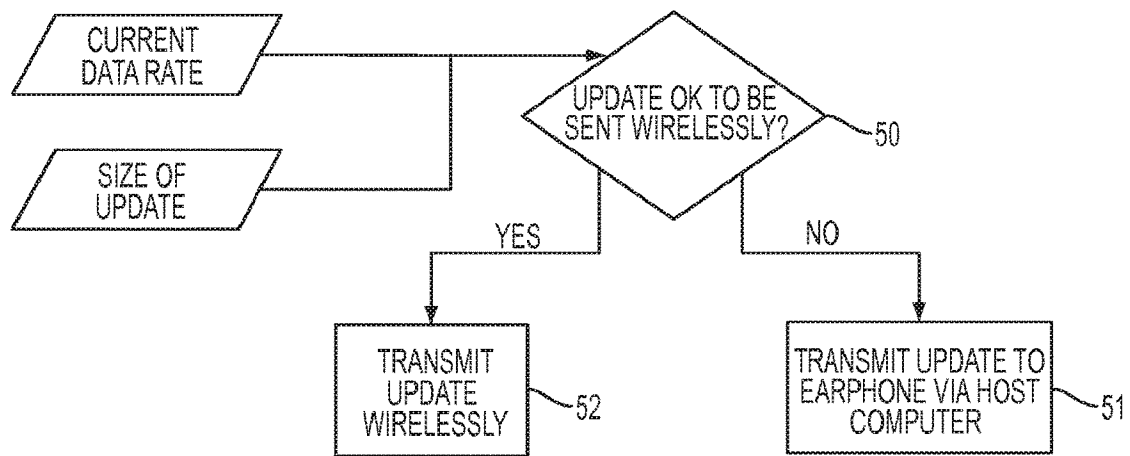 CURRENT
DATA RATE
SIZE OF
UPDATE
UPDATE OK TO BE
SENT WIRELESSLY?
50
YES
NO
TRANSMIT
UPDATE
WIRELESSLY
52
TRANSMIT UPDATE TO
EARPHONE VIA HOST
COMPUTER
51